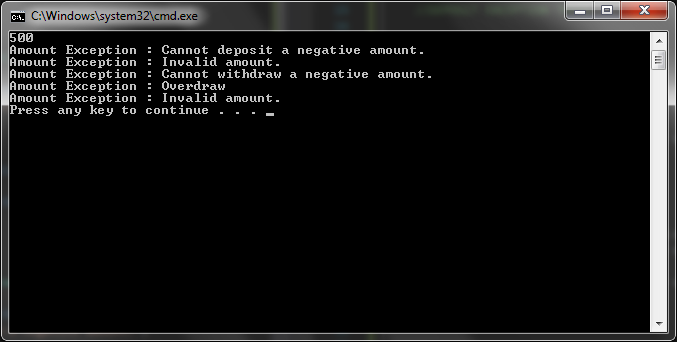 C:\Windows\system32\cmd.exe
500
Amount Exception : Cannot deposit a negative amount.
Amount Exception : Invalid amount.
Amount Exception : Cannot withdraw a negative amount.
Amount Exception : Overdraw
Amount Exception : Invalid amount.
Press any key to continue . . . _